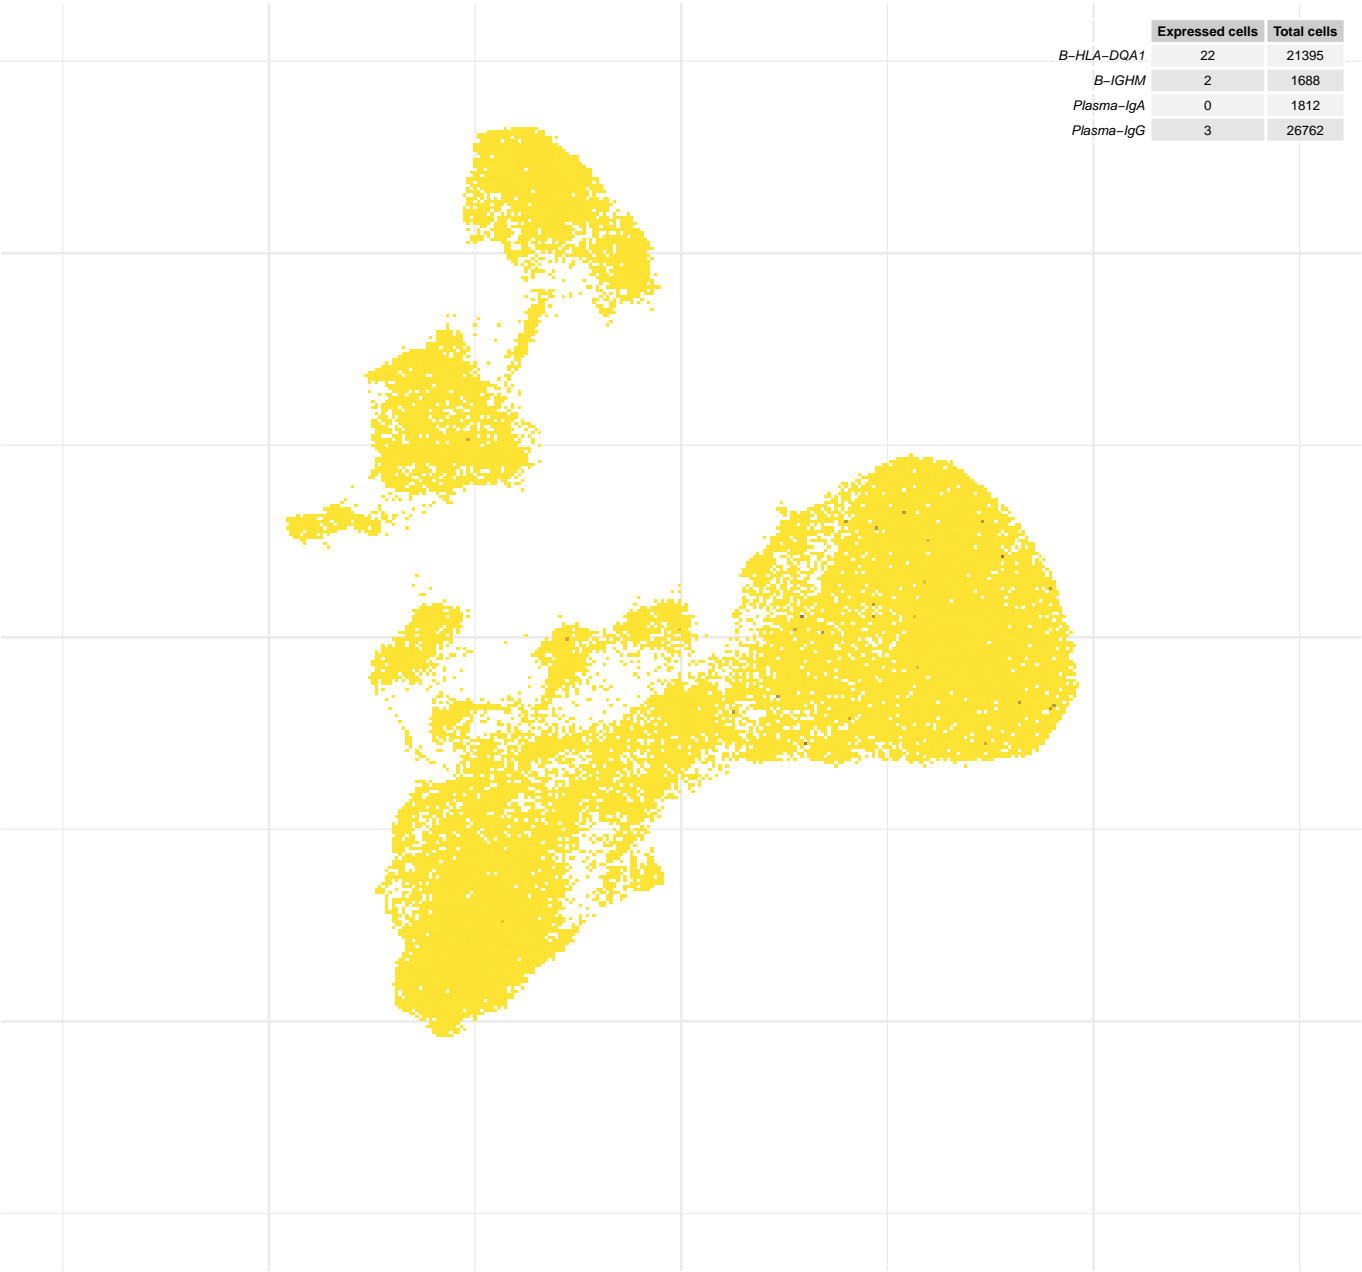 Expressed cells Total cells
B−HLA−DQA1 22 21395
B−IGHM 2 1688
Plasma−IgA 0 1812
Plasma−IgG 3 26762